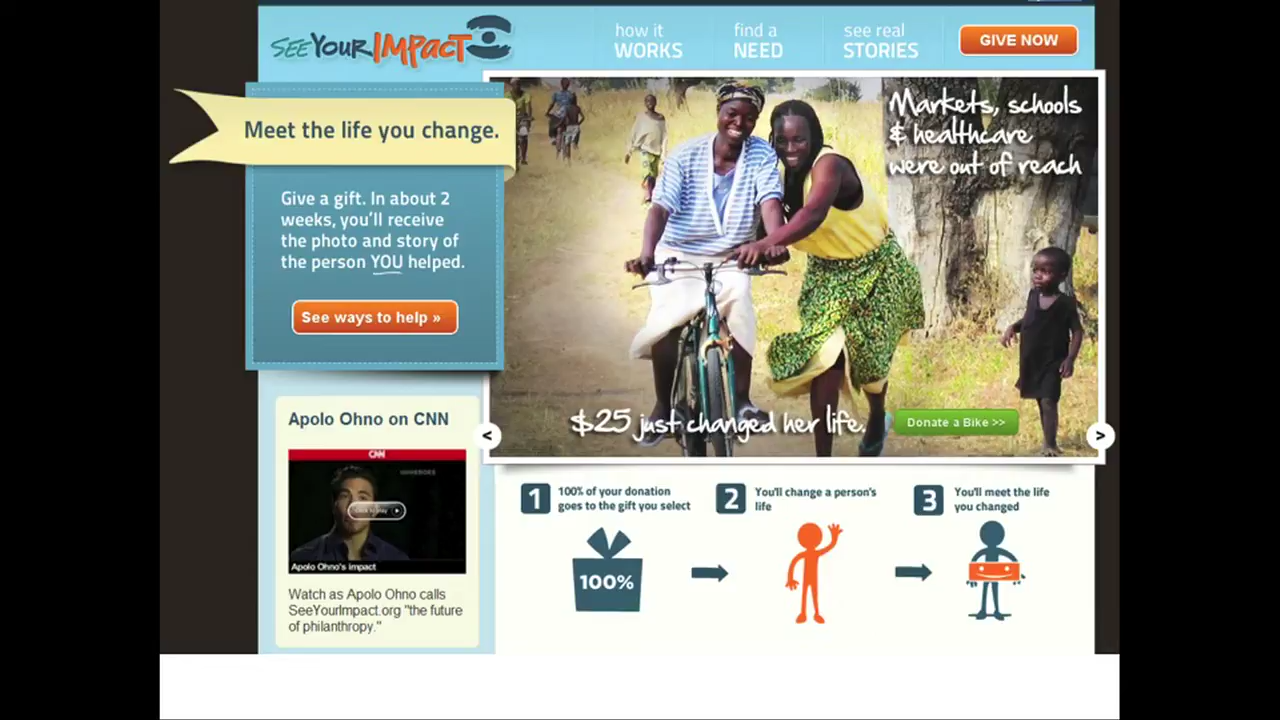 SEEYOURIMPACT
how it
WORKS
find a
NEED
see real
STORIES
GIVE NOW
Meet the life you change.
Give a gift. In about 2
weeks, you'll receive
the photo and story of
the person YOU helped.
See ways to help »
Markets, schools
& healthcare
were out of reach
$25 just changed her life.
Donate a Bike >>
<
>
Apolo Ohno on CNN
CNN
Apolo Ohno's impact
Watch as Apolo Ohno calls
SeeYourImpact.org "the future
of philanthropy."
1
100% of your donation
goes to the gift you select
100%
2
You'll change a person's
life
3
You'll meet the life
you changed